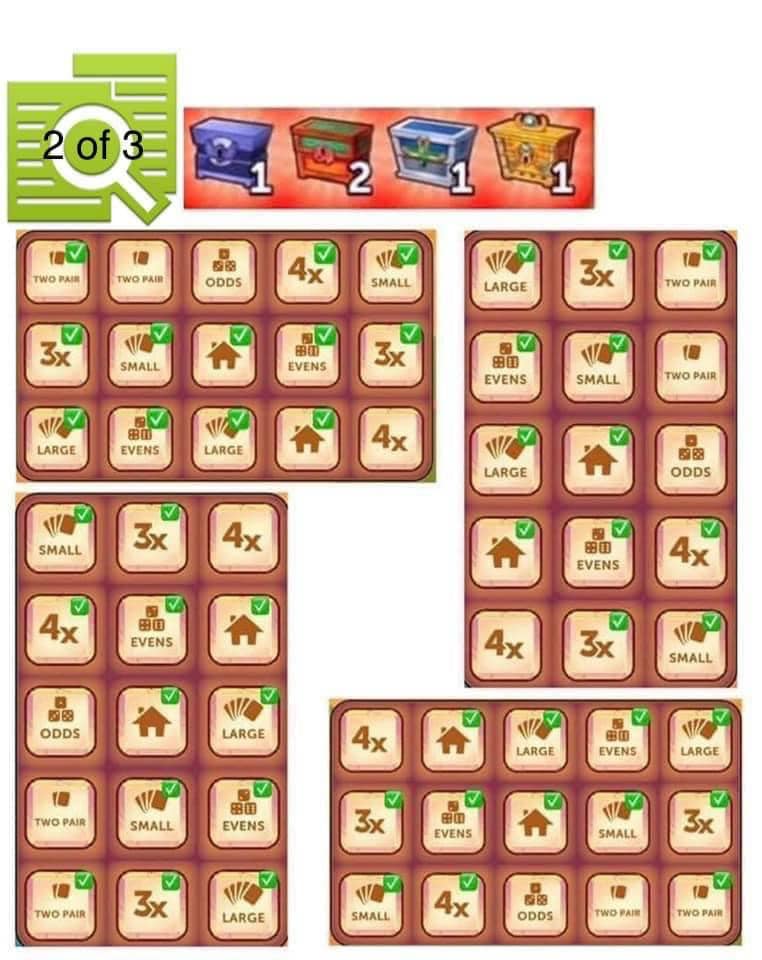 2 of 3
1 2 1 1
TWO PAIR TWO PAIR ODDS 4x SMALL
3x SMALL EVENS 3x
LARGE EVENS LARGE 4x
LARGE 3x TWO PAIR
EVENS SMALL TWO PAIR
LARGE ODDS
EVENS 4x
4x 3x SMALL
SMALL 3x 4x
4x EVENS
ODDS LARGE
TWO PAIR SMALL EVENS
TWO PAIR 3x LARGE
4x LARGE EVENS LARGE
3x EVENS SMALL 3x
SMALL 4x ODDS TWO PAIR TWO PAIR